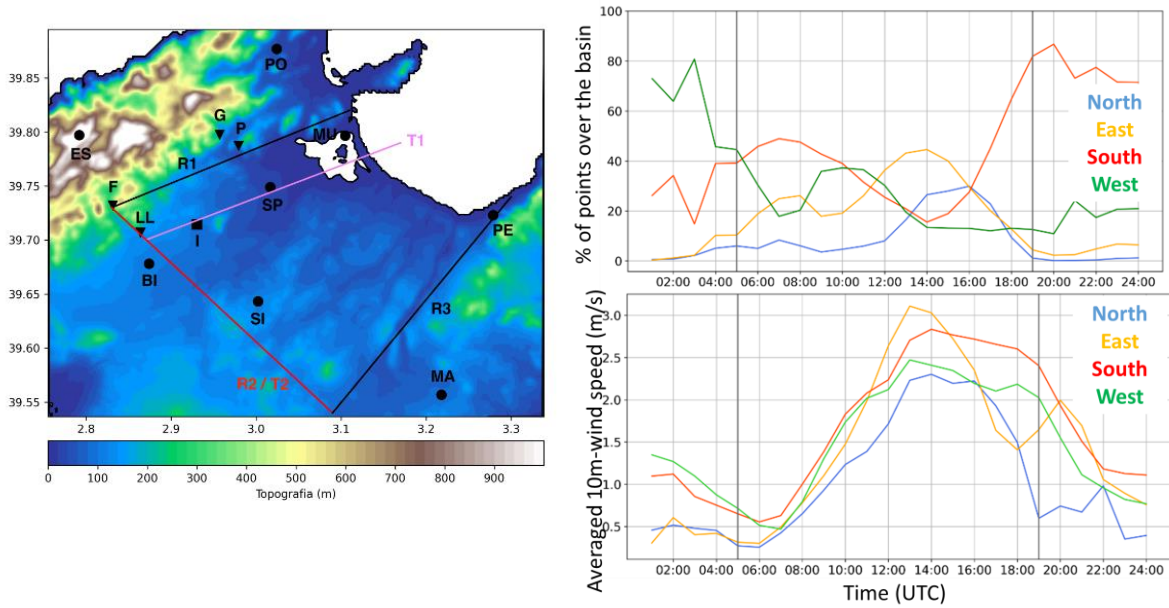 39.85
39.80
39.75
39.70
39.65
39.60
39.55
PO
ES
G
P
MU
T1
R1
F
SP
LL
I
PE
BI
SI
R3
R2 / T2
MA
2.8 2.9 3.0 3.1 3.2 3.3
0 100 200 300 400 500 600 700 800 900
Topografia (m)
% of points over the basin
100
80
60
40
20
0
North
East
South
West
02:00 04:00 06:00 08:00 10:00 12:00 14:00 16:00 18:00 20:00 22:00 24:00
Averaged 10m-wind speed (m/s)
3.0
2.5
2.0
1.5
1.0
0.5
North
East
South
West
02:00 04:00 06:00 08:00 10:00 12:00 14:00 16:00 18:00 20:00 22:00 24:00
Time (UTC)